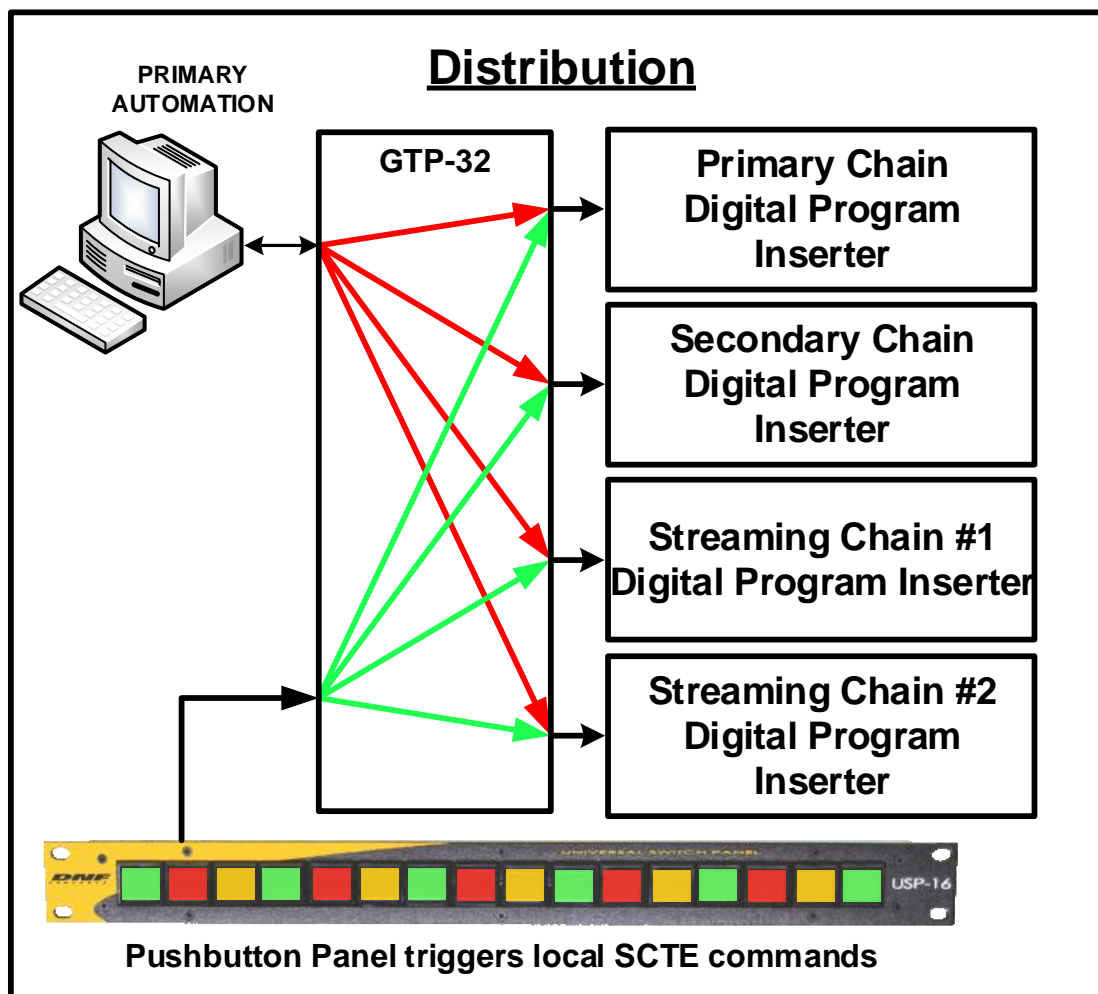 Distribution
PRIMARY
AUTOMATION
GTP-32
Primary Chain
Digital Program
Inserter
Secondary Chain
Digital Program
Inserter
Streaming Chain #1
Digital Program Inserter
Streaming Chain #2
Digital Program
Inserter
UNIVERSAL SWITCH PANEL
DNF
CONTROLS
USP-16
Pushbutton Panel triggers local SCTE commands